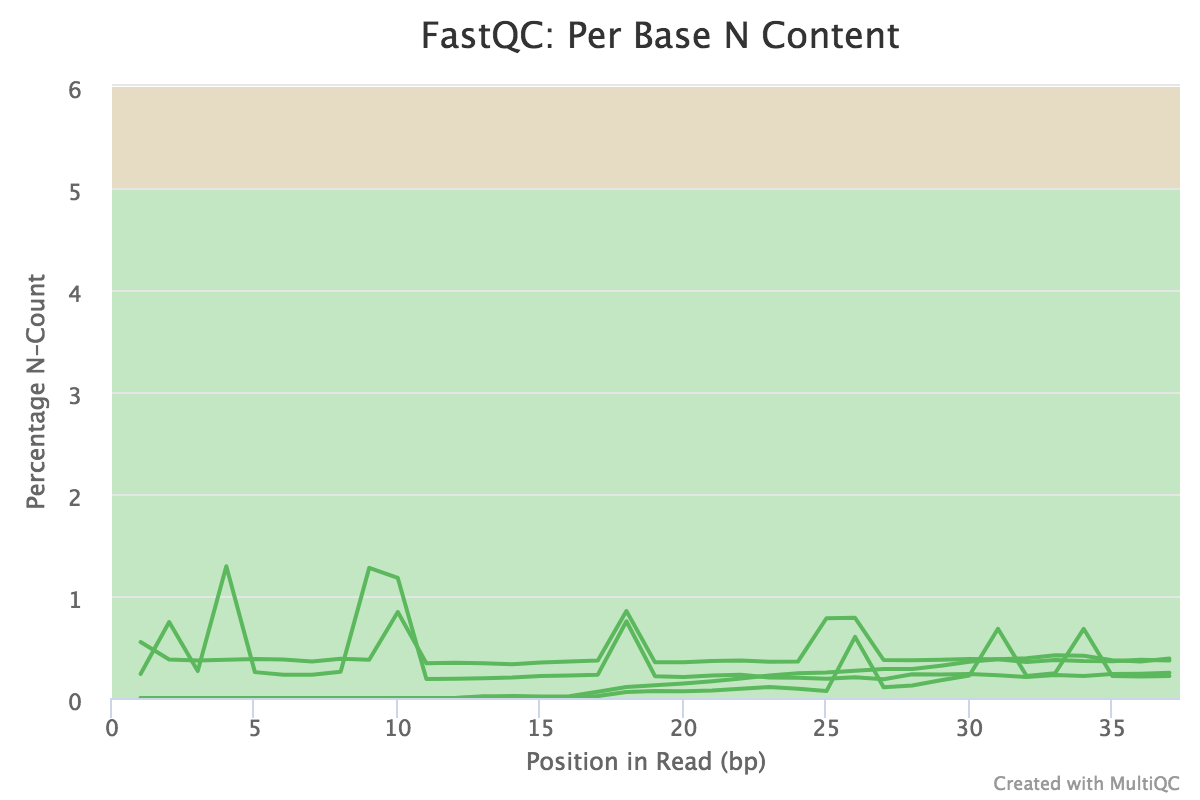 FastQC: Per Base N Content
6
5
4
3
2
1
0
Percentage N-Count
0 5 10 15 20 25 30 35
Position in Read (bp)
Created with MultiQC